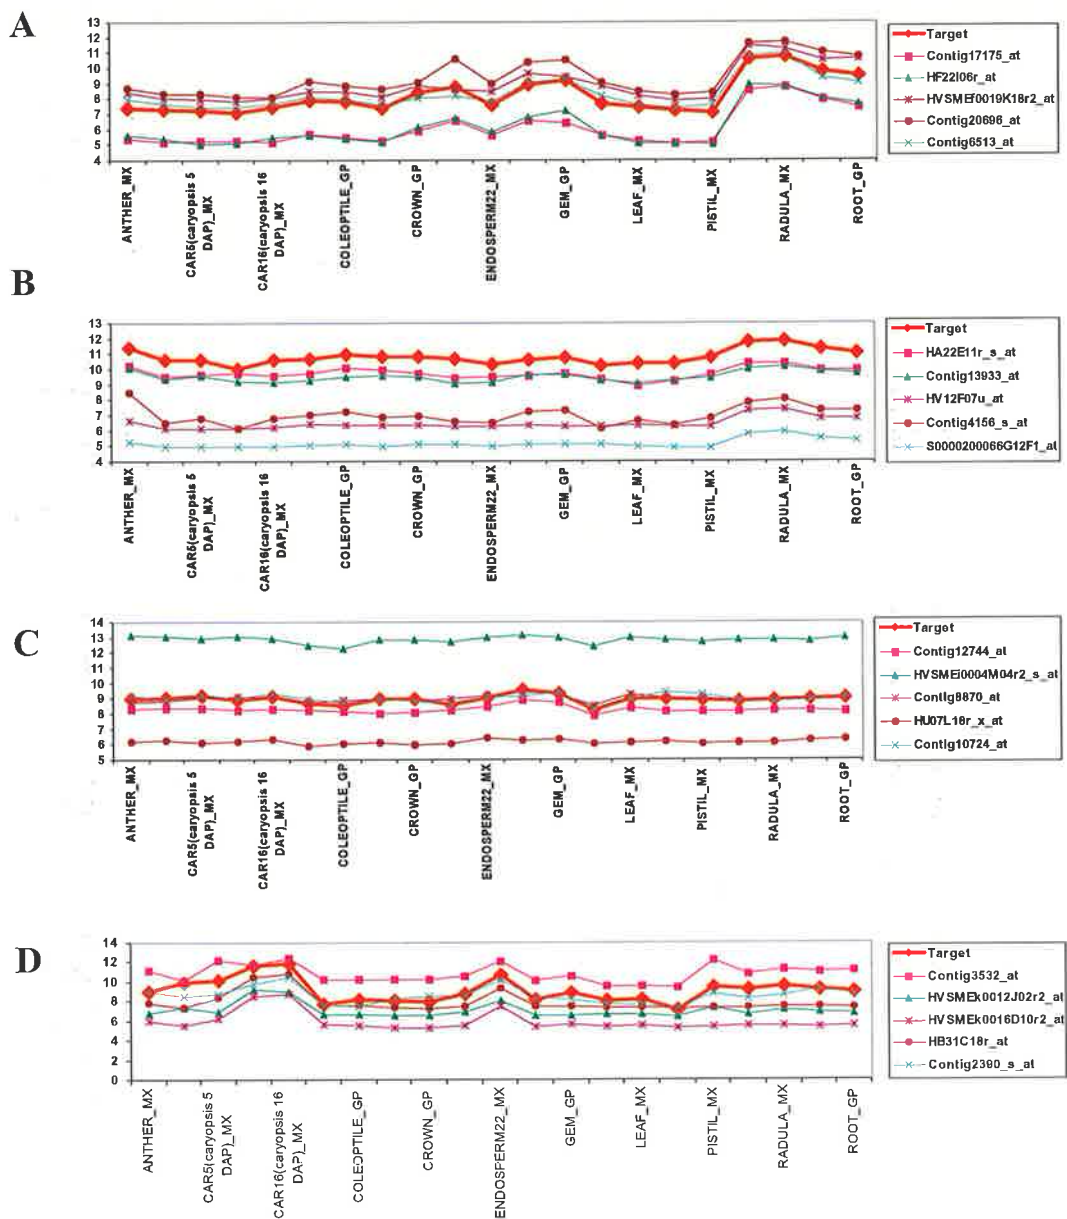 A
13
12
11
10
9
8
7
6
5
4
ANTHER_MX
CAR5(caryopsis 5
DAP)_MX
CAR16(caryopsis 16
DAP)_MX
COLEOPTILE_GP
CROWN_GP
ENDOSPERM22_MX
GEM_GP
LEAF_MX
PISTIL_MX
RADULA_MX
ROOT_GP
Target
Contig17175_at
HF22I06r_at
HVSMEf0019K18r2_at
Contig20696_at
Contig6513_at
B
13
12
11
10
9
8
7
6
5
4
ANTHER_MX
CAR5(caryopsis 5
DAP)_MX
CAR16(caryopsis 16
DAP)_MX
COLEOPTILE_GP
CROWN_GP
ENDOSPERM22_MX
GEM_GP
LEAF_MX
PISTIL_MX
RADULA_MX
ROOT_GP
Target
HA22E11r_s_at
Contig13933_at
HV12F07u_at
Contig4156_s_at
S0000200066G12F1_at
C
14
13
12
11
10
9
8
7
6
5
ANTHER_MX
CAR5(caryopsis 5
DAP)_MX
CAR16(caryopsis 16
DAP)_MX
COLEOPTILE_GP
CROWN_GP
ENDOSPERM22_MX
GEM_GP
LEAF_MX
PISTIL_MX
RADULA_MX
ROOT_GP
Target
Contig12744_at
HVSMEi0004M04r2_s_at
Contig8870_at
HU07L16r_x_at
Contig10724_at
D
14
12
10
8
6
4
2
0
ANTHER_MX
CAR5(caryopsis 5
DAP)_MX
CAR16(caryopsis 16
DAP)_MX
COLEOPTILE_GP
CROWN_GP
ENDOSPERM22_MX
GEM_GP
LEAF_MX
PISTIL_MX
RADULA_MX
ROOT_GP
Target
Contig3532_at
HVSMEk0012J02r2_at
HVSMEk0016D10r2_at
HB31C18r_at
Contig2390_s_at